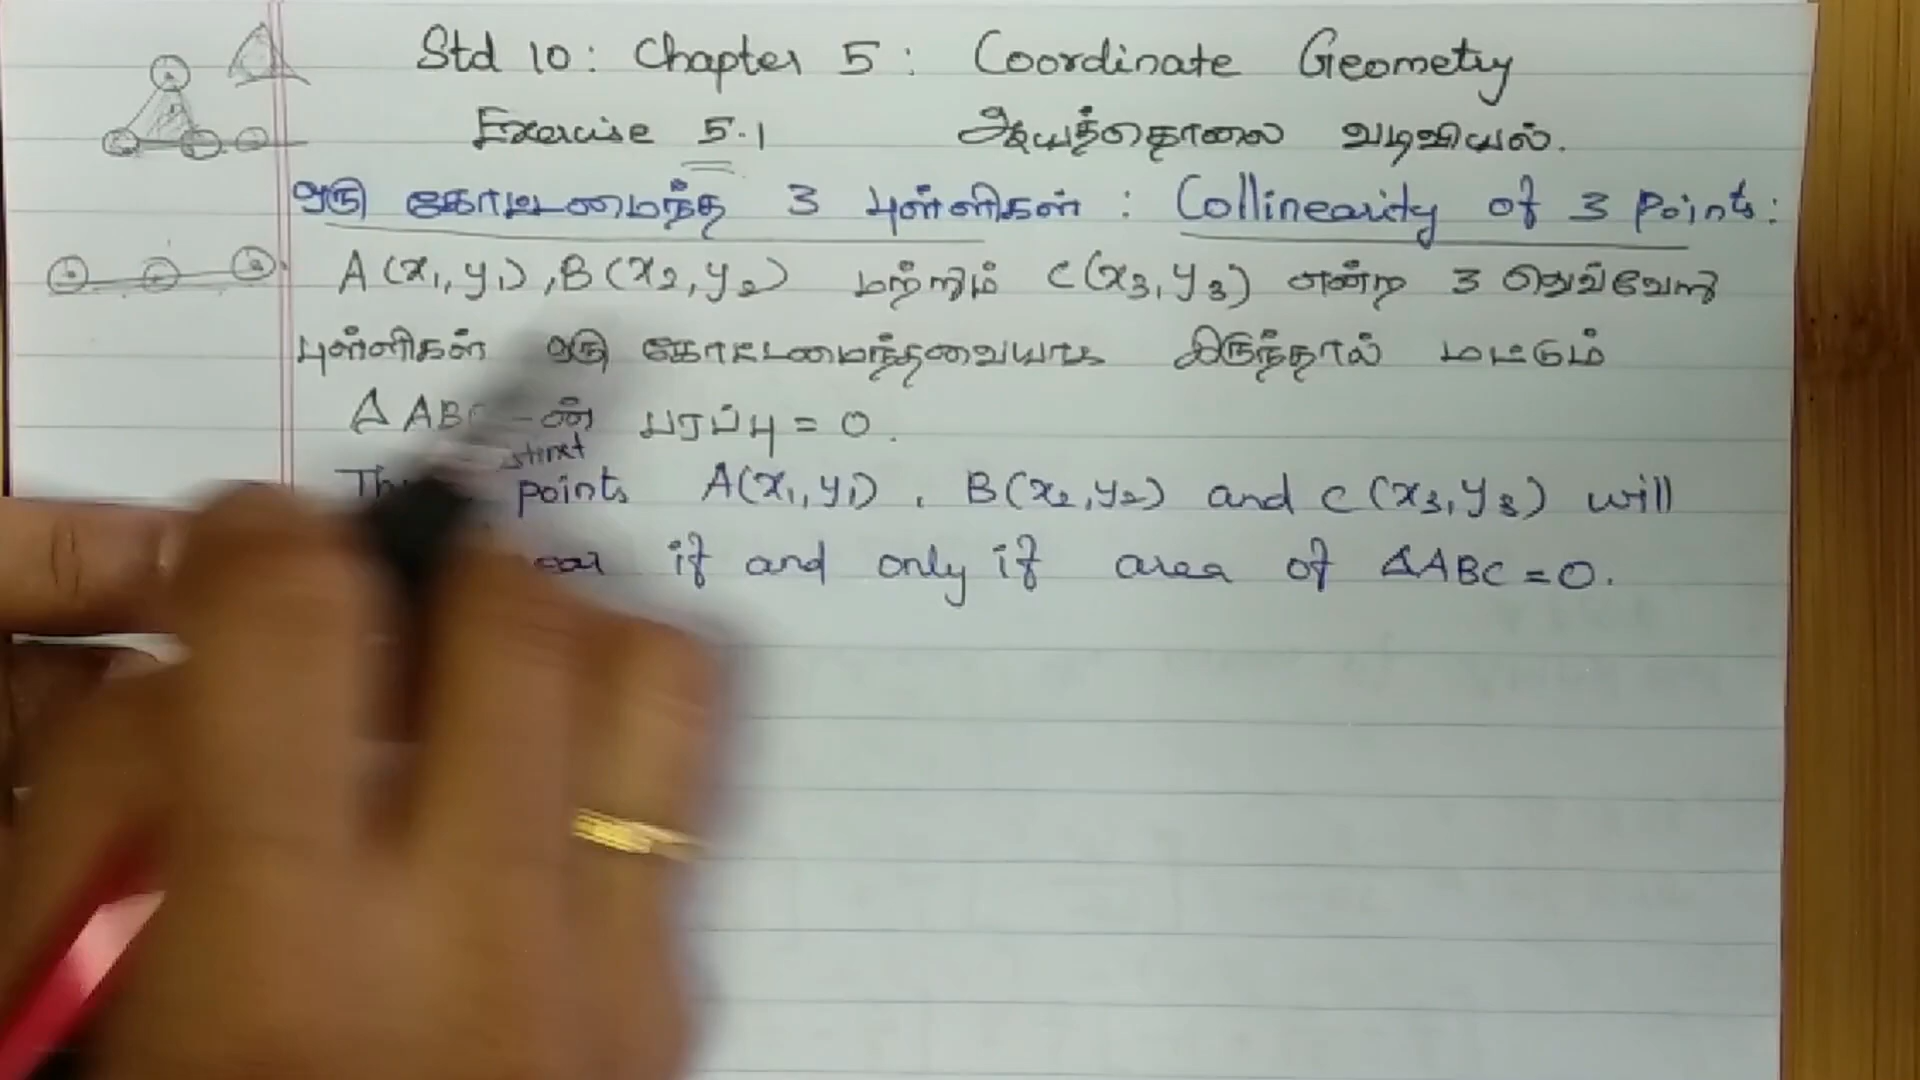 Std 10: Chapter 5: Coordinate Geometry
Exercise 5.1 ஆயத்தொலை வடிவியல்.
ஒரு கோடமைந்த 3 புள்ளிகள் : Collinearity of 3 Points:
A(x₁,y₁), B(x₂,y₂) மற்றும் C(x₃,y₃) என்ற 3 வெவ்வேறு
புள்ளிகள் ஒரு கோடமைந்தவையாக இருந்தால் மட்டும்
Δ ABC -ன் பரப்பு = 0.
points A(x₁,y₁), B(x₂,y₂) and C(x₃,y₃) will
if and only if area of ΔABC = 0.